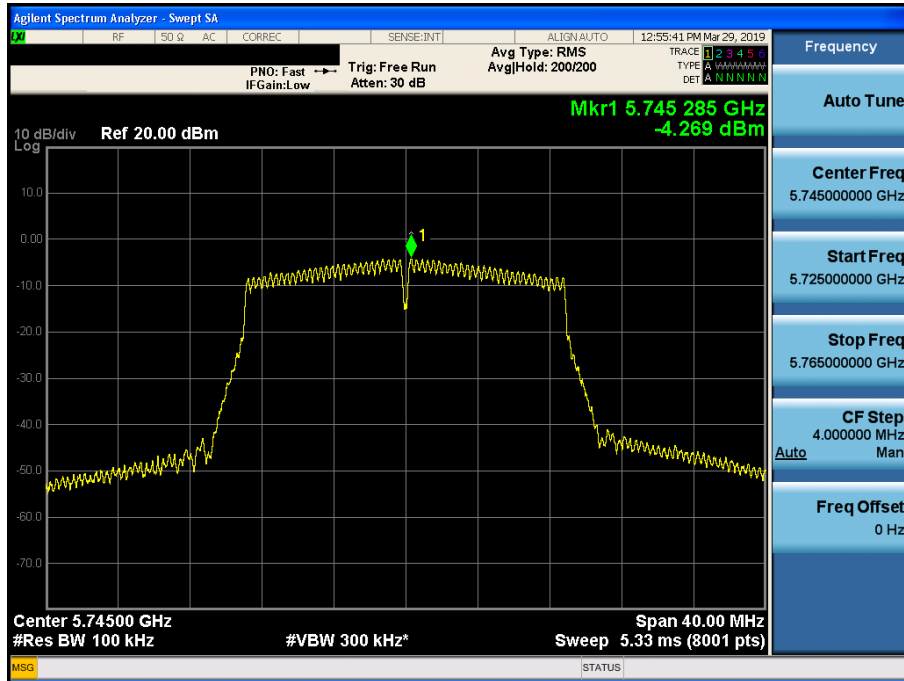 Agilent Spectrum Analyzer - Swept SA
LXI RF 50 Ω AC CORREC SENSE:INT ALIGN AUTO 12:55:41 PM Mar 29, 2019
PNO: Fast Trig: Free Run Avg Type: RMS TRACE 1 2 3 4 5 6
IFGain:Low Atten: 30 dB Avg|Hold: 200/200 TYPE A WWWWWW
DET A N N N N N
Mkr1 5.745 285 GHz
-4.269 dBm
10 dB/div Ref 20.00 dBm
Log
1
10.0
0.00
-10.0
-20.0
-30.0
-40.0
-50.0
-60.0
-70.0
Center 5.74500 GHz Span 40.00 MHz
#Res BW 100 kHz #VBW 300 kHz* Sweep 5.33 ms (8001 pts)
MSG STATUS
Frequency
Auto Tune
Center Freq
5.745000000 GHz
Start Freq
5.725000000 GHz
Stop Freq
5.765000000 GHz
CF Step
4.000000 MHz
Auto Man
Freq Offset
0 Hz